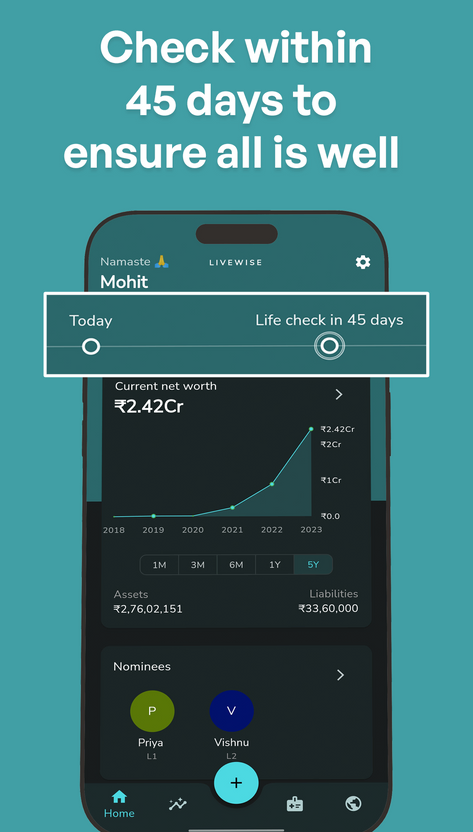 Check within
45 days to
ensure all is well
Namaste 🙏 LIVEWISE
Mohit
Today Life check in 45 days
Current net worth
₹2.42Cr
₹2.42Cr
₹2Cr
₹1Cr
₹0.0
2018 2019 2020 2021 2022 2023
1M 3M 6M 1Y 5Y
Assets Liabilities
₹2,76,02,151 ₹33,60,000
Nominees
P V
Priya Vishnu
L1 L2
+
Home